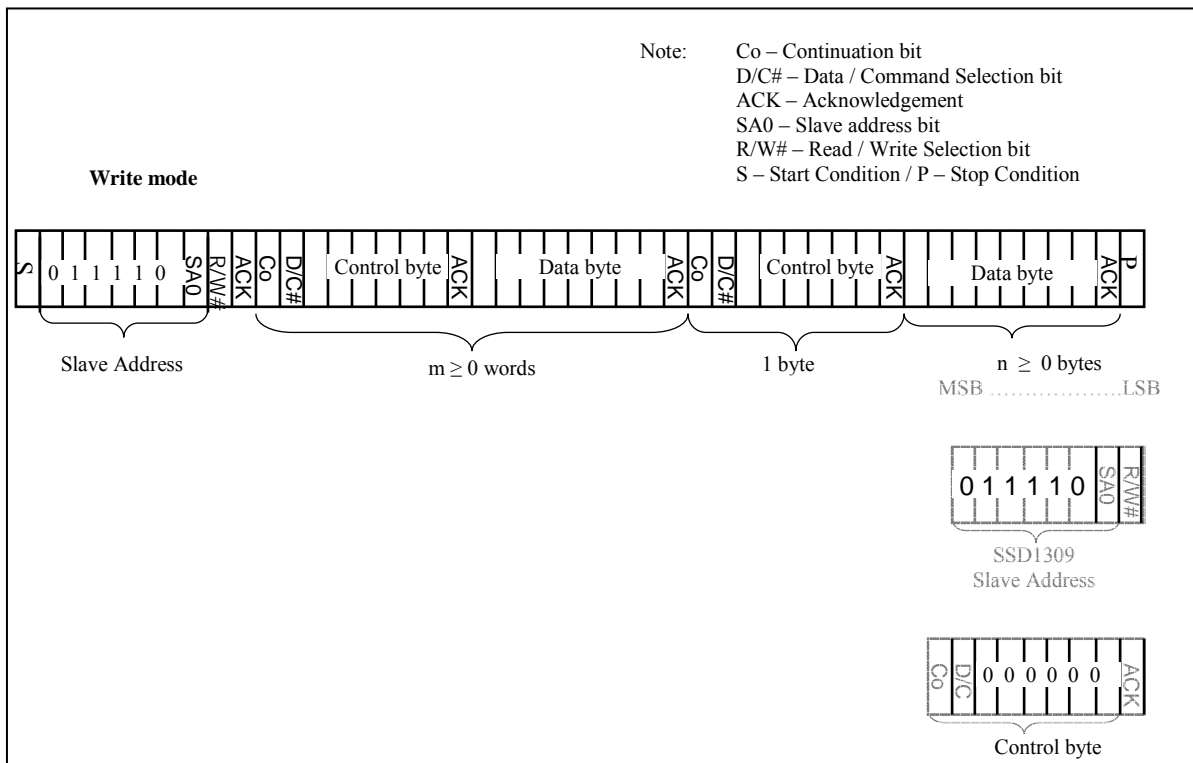 Note: Co – Continuation bit
D/C# – Data / Command Selection bit
ACK – Acknowledgement
SA0 – Slave address bit
R/W# – Read / Write Selection bit
S – Start Condition / P – Stop Condition
Write mode
S 0 1 1 1 1 0 SA0 R/W# ACK Co D/C# Control byte ACK Data byte ACK Co D/C# Control byte ACK Data byte ACK P
Slave Address m ≥ 0 words 1 byte n ≥ 0 bytes
MSB ......................LSB
0 1 1 1 1 0 SA0 R/W#
SSD1309
Slave Address
Co D/C 0 0 0 0 0 0 ACK
Control byte